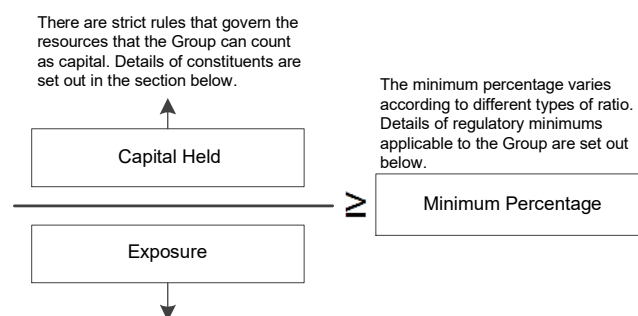 There are strict rules that govern the
resources that the Group can count
as capital. Details of constituents are
set out in the section below.
The minimum percentage varies
according to different types of ratio.
Details of regulatory minimums
applicable to the Group are set out
below.
Capital Held
≥
Minimum Percentage
Exposure